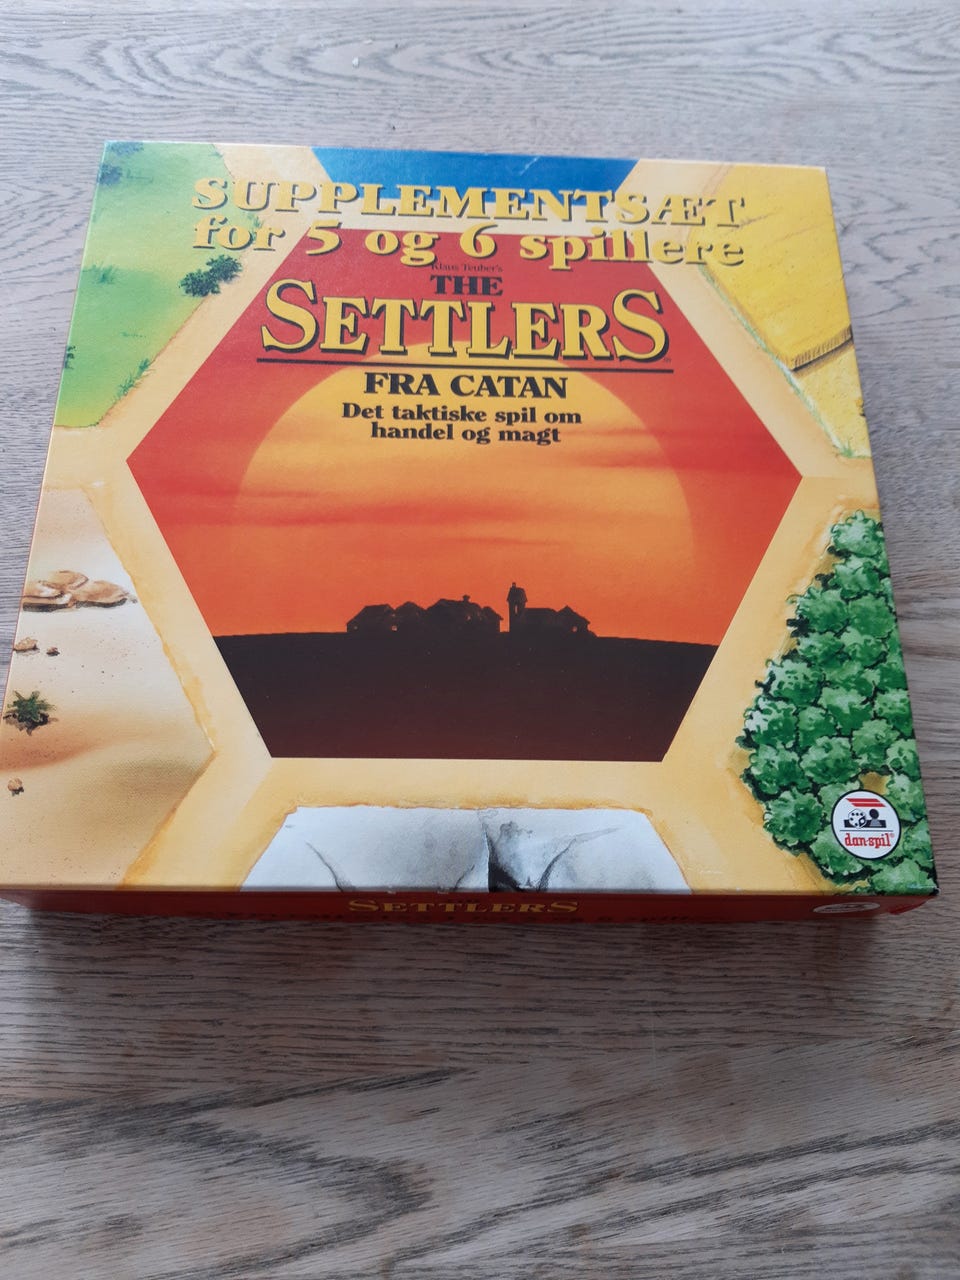 SUPPLEMENTSÆT
for 5 og 6 spillere
Klaus Teuber's
THE
SETTLERS
FRA CATAN
Det taktiske spil om
handel og magt
dan-spil®
SETTLERS